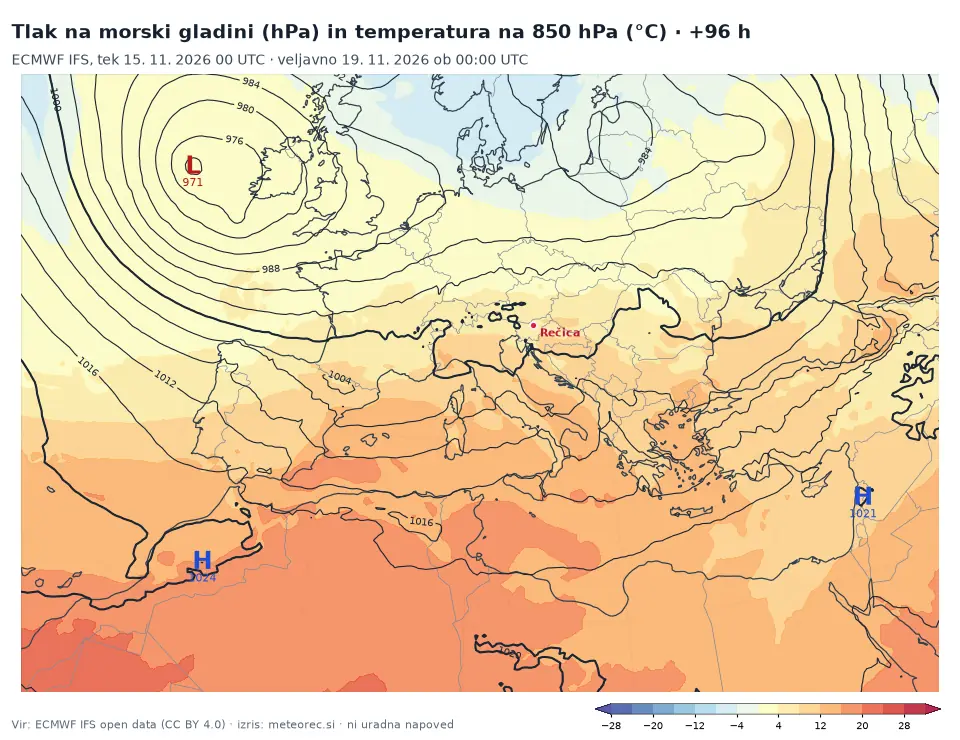 Tlak na morski gladini (hPa) in temperatura na 850 hPa (°C) · +96 h
ECMWF IFS, tek 15. 11. 2026 00 UTC · veljavno 19. 11. 2026 ob 00:00 UTC
984
980
976
L
971
984
988
Rečica
1016
1012
1004
H
1021
1016
H
1024
Vir: ECMWF IFS open data (CC BY 4.0) · izris: meteorec.si · ni uradna napoved
−28 −20 −12 −4 4 12 20 28